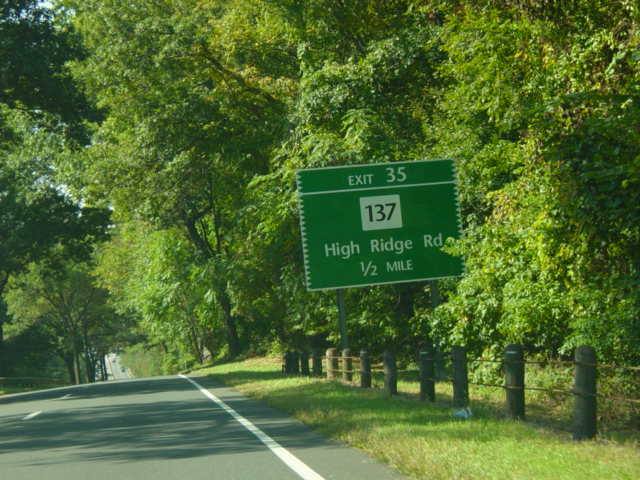 EXIT 35
137
High Ridge Rd
½ MILE